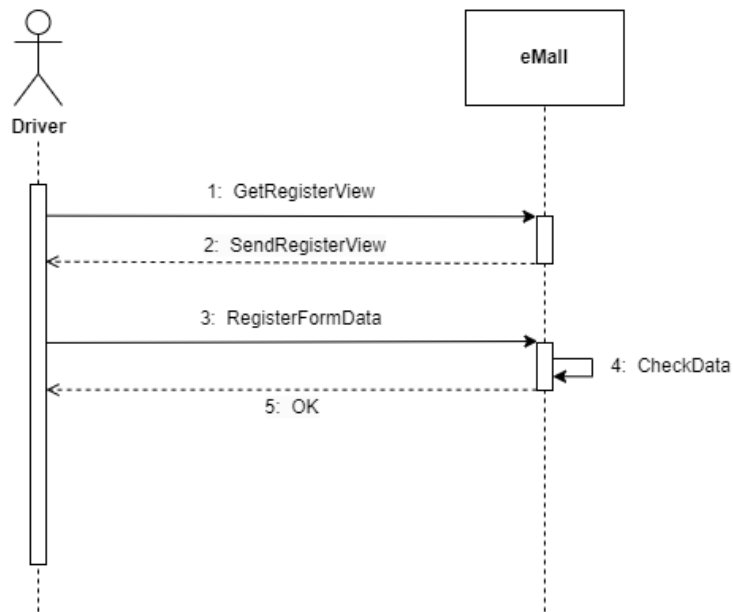 eMall
Driver
1: GetRegisterView
2: SendRegisterView
3: RegisterFormData
4: CheckData
5: OK